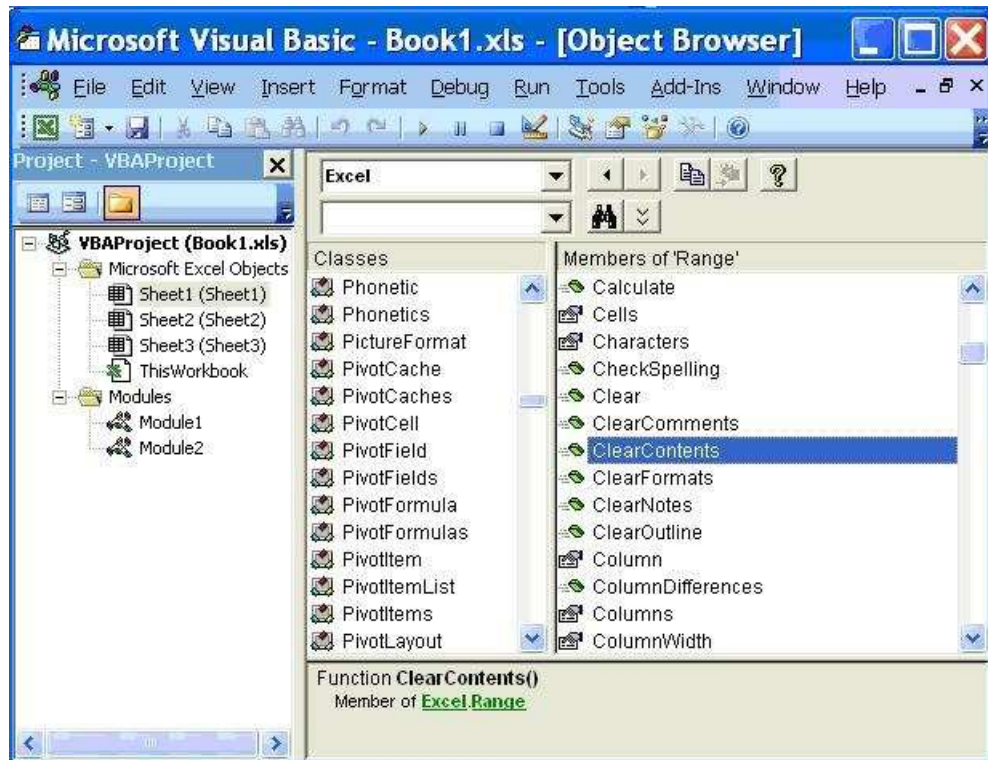 Microsoft Visual Basic - Book1.xls - [Object Browser]
File Edit View Insert Format Debug Run Tools Add-Ins Window Help
Project - VBAProject
VBAProject (Book1.xls)
Microsoft Excel Objects
Sheet1 (Sheet1)
Sheet2 (Sheet2)
Sheet3 (Sheet3)
ThisWorkbook
Modules
Module1
Module2
Excel
Classes
Phonetic
Phonetics
PictureFormat
PivotCache
PivotCaches
PivotCell
PivotField
PivotFields
PivotFormula
PivotFormulas
PivotItem
PivotItemList
PivotItems
PivotLayout
Members of 'Range'
Calculate
Cells
Characters
CheckSpelling
Clear
ClearComments
ClearContents
ClearFormats
ClearNotes
ClearOutline
Column
ColumnDifferences
Columns
ColumnWidth
Function ClearContents()
Member of Excel.Range